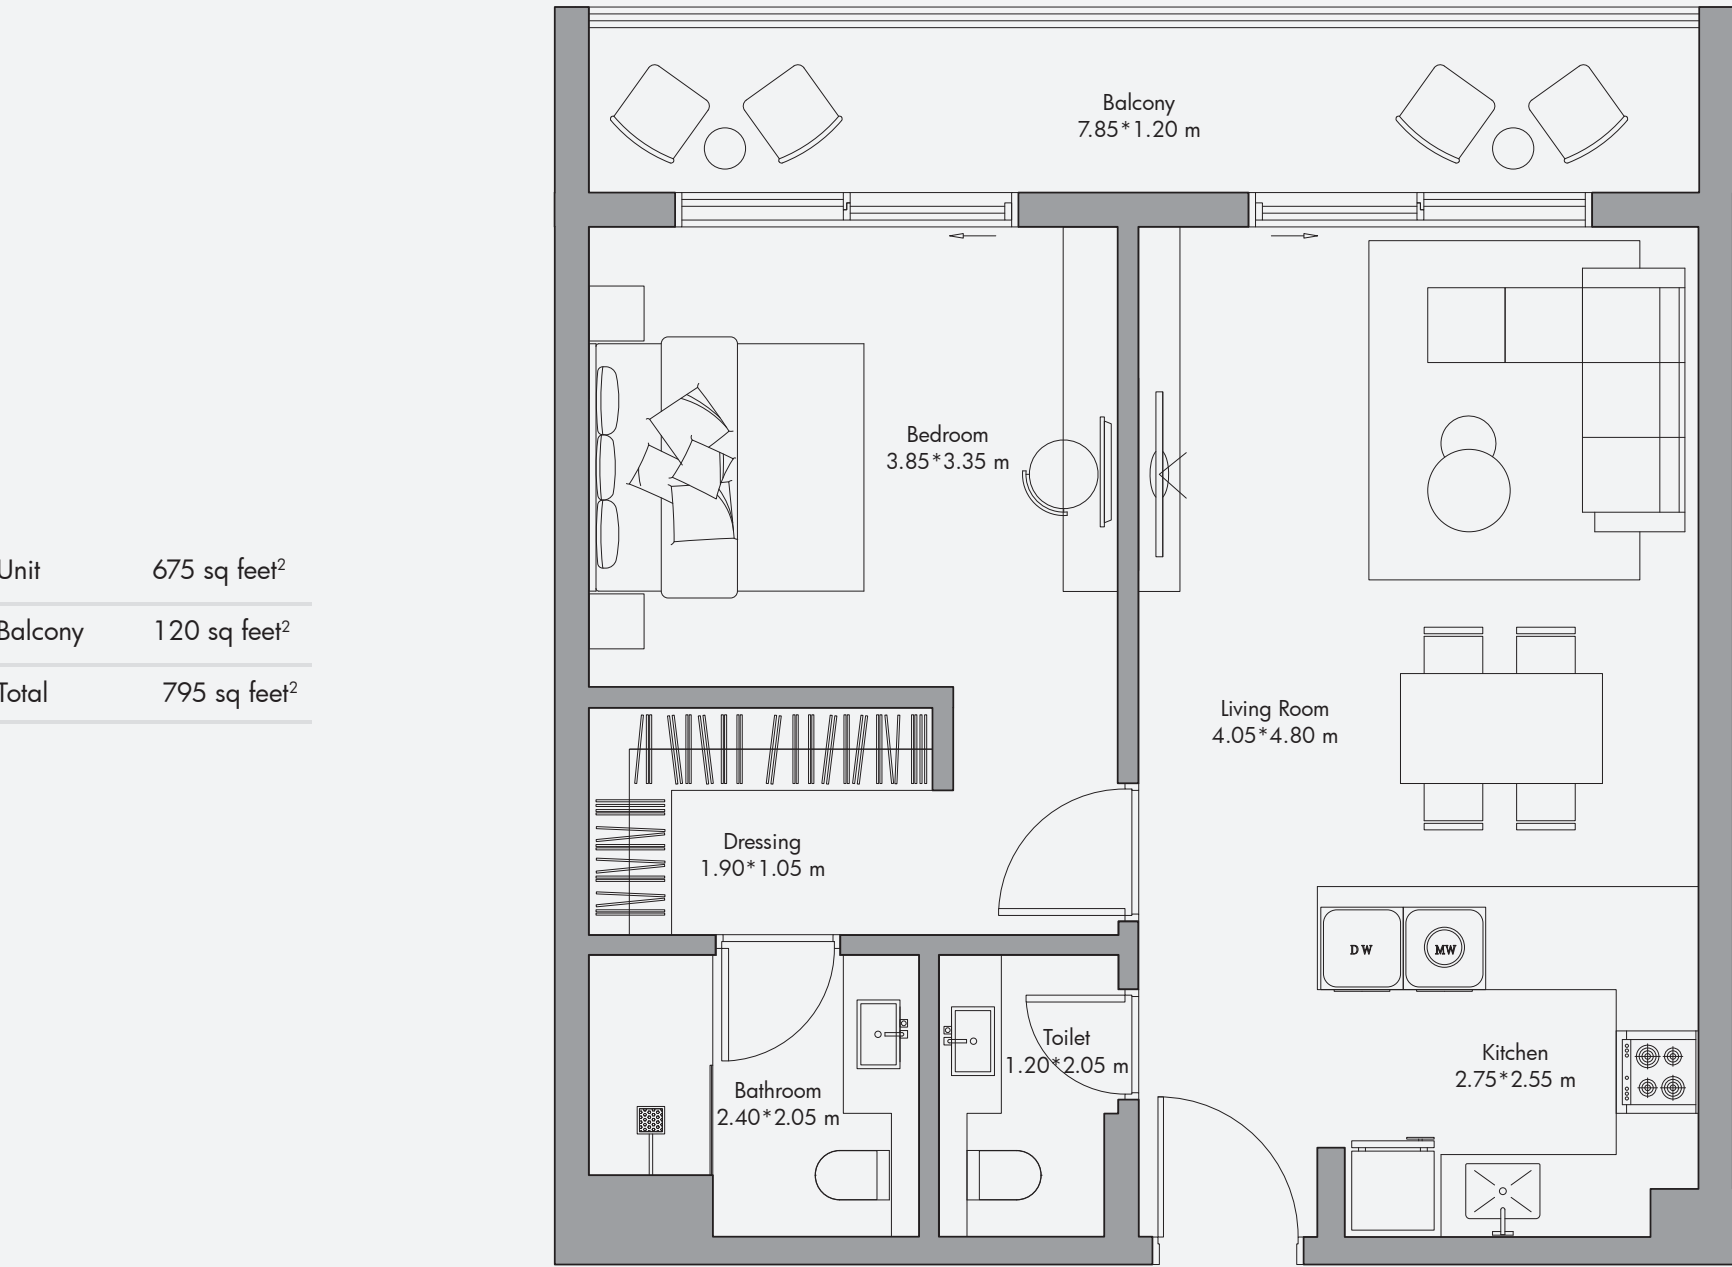 Balcony
7.85*1.20 m
Bedroom
3.85*3.35 m
Unit 675 sq feet²
Balcony 120 sq feet²
Total 795 sq feet²
Living Room
4.05*4.80 m
Dressing
1.90*1.05 m
DW
MW
Toilet
1.20*2.05 m
Kitchen
2.75*2.55 m
Bathroom
2.40*2.05 m